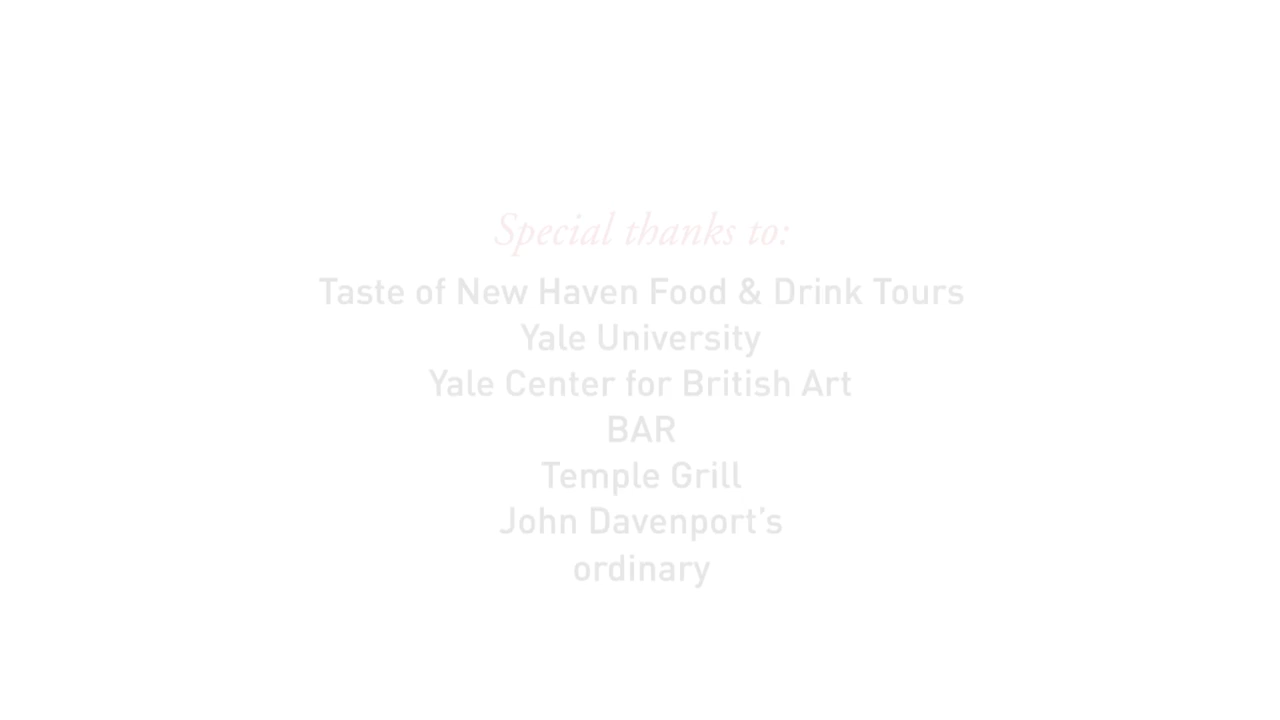 Special thanks to:
Taste of New Haven Food & Drink Tours
Yale University
Yale Center for British Art
BAR
Temple Grill
John Davenport’s
ordinary